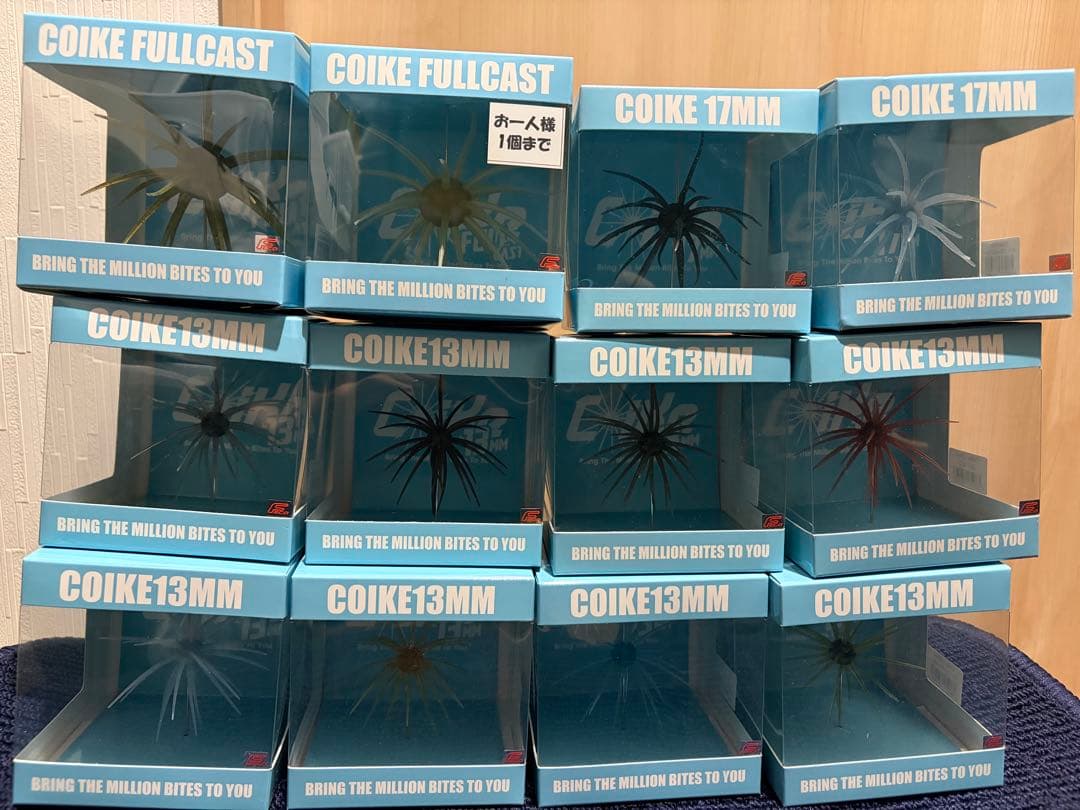 COIKE FULLCAST
BRING THE MILLION BITES TO YOU
COIKE FULLCAST
お一人様
1個まで
BRING THE MILLION BITES TO YOU
COIKE 17MM
BRING THE MILLION BITES TO YOU
COIKE 17MM
BRING THE MILLION BITES TO YOU
COIKE13MM
BRING THE MILLION BITES TO YOU
COIKE13MM
BRING THE MILLION BITES TO YOU
COIKE13MM
BRING THE MILLION BITES TO YOU
COIKE13MM
BRING THE MILLION BITES TO YOU
COIKE13MM
BRING THE MILLION BITES TO YOU
COIKE13MM
BRING THE MILLION BITES TO YOU
COIKE13MM
BRING THE MILLION BITES TO YOU
COIKE13MM
BRING THE MILLION BITES TO YOU